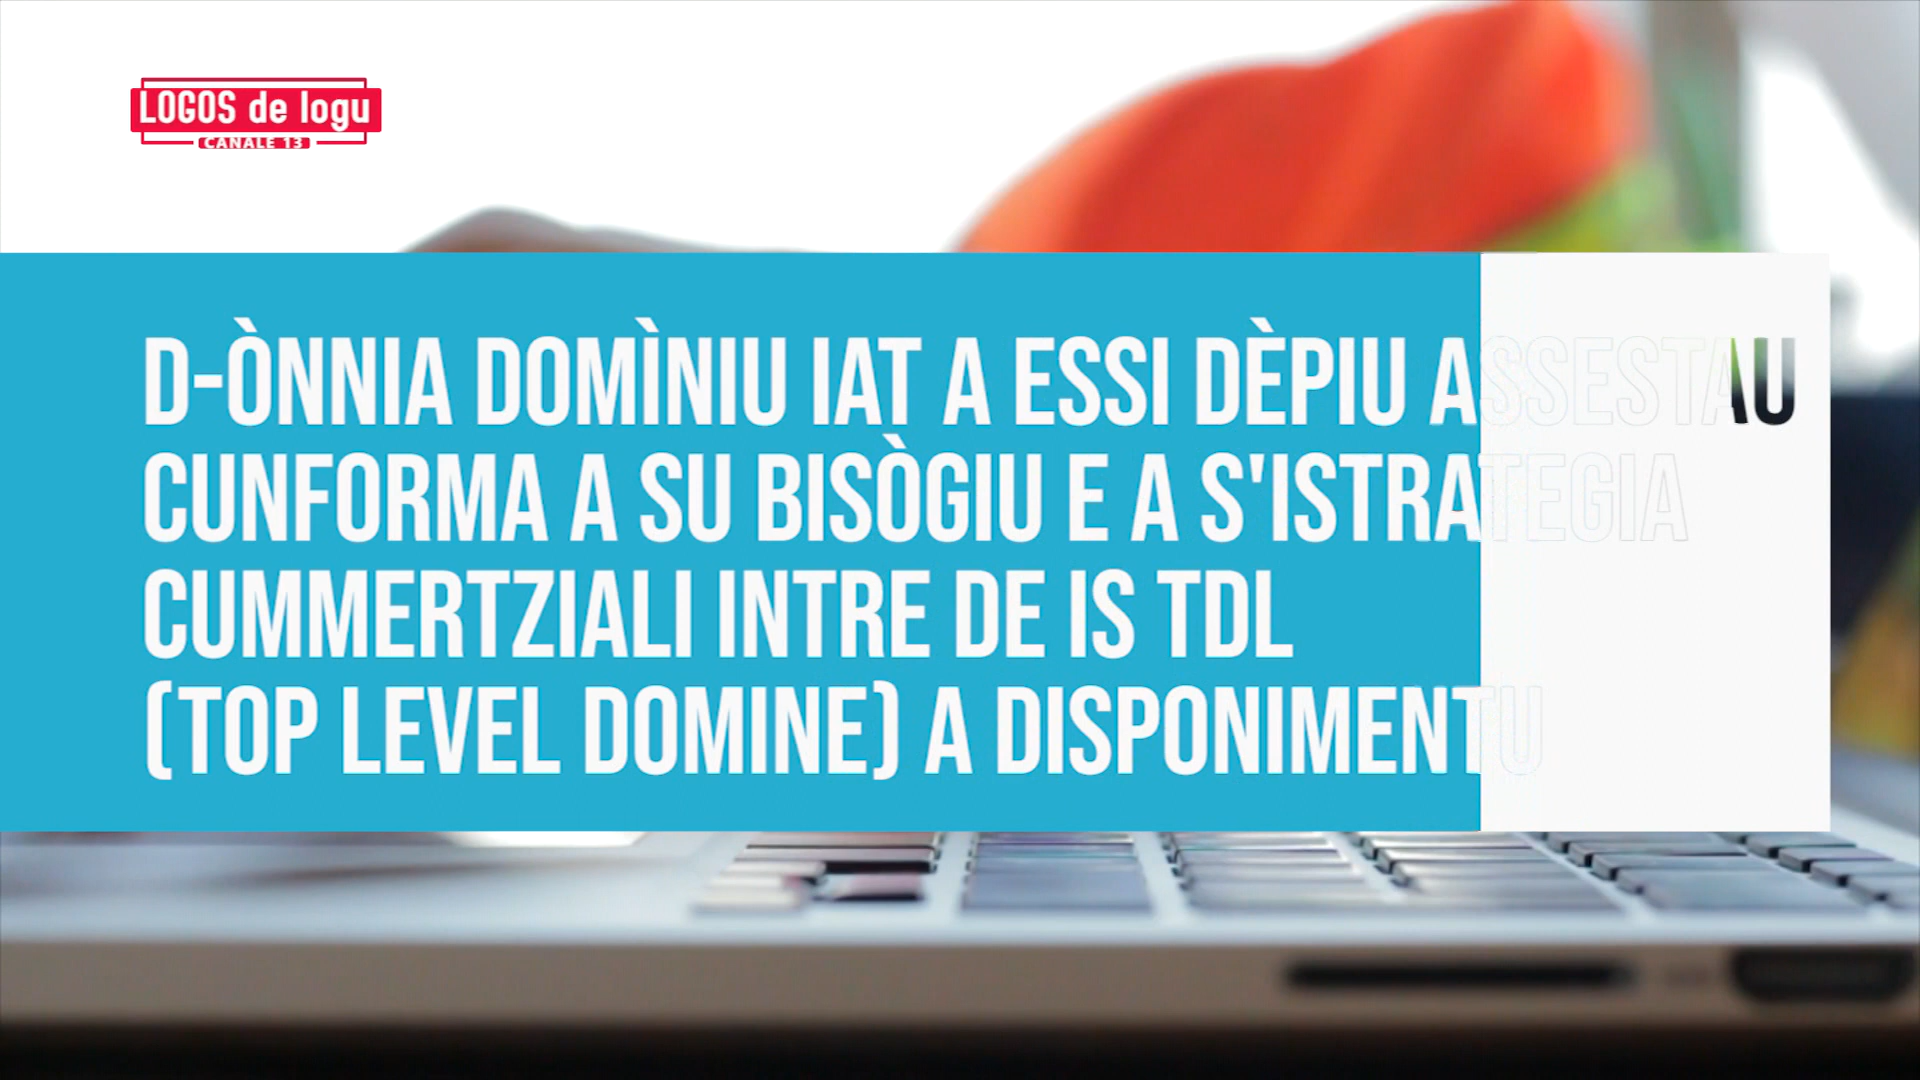 LOGOS de logu
CANALE 13
D-ÒNNIA DOMÌNIU IAT A ESSI DÈPIU ASSESTAU
CUNFORMA A SU BISÒGIU E A S'ISTRATEGIA
CUMMERTZIALI INTRE DE IS TDL
(TOP LEVEL DOMINE) A DISPONIMENTU